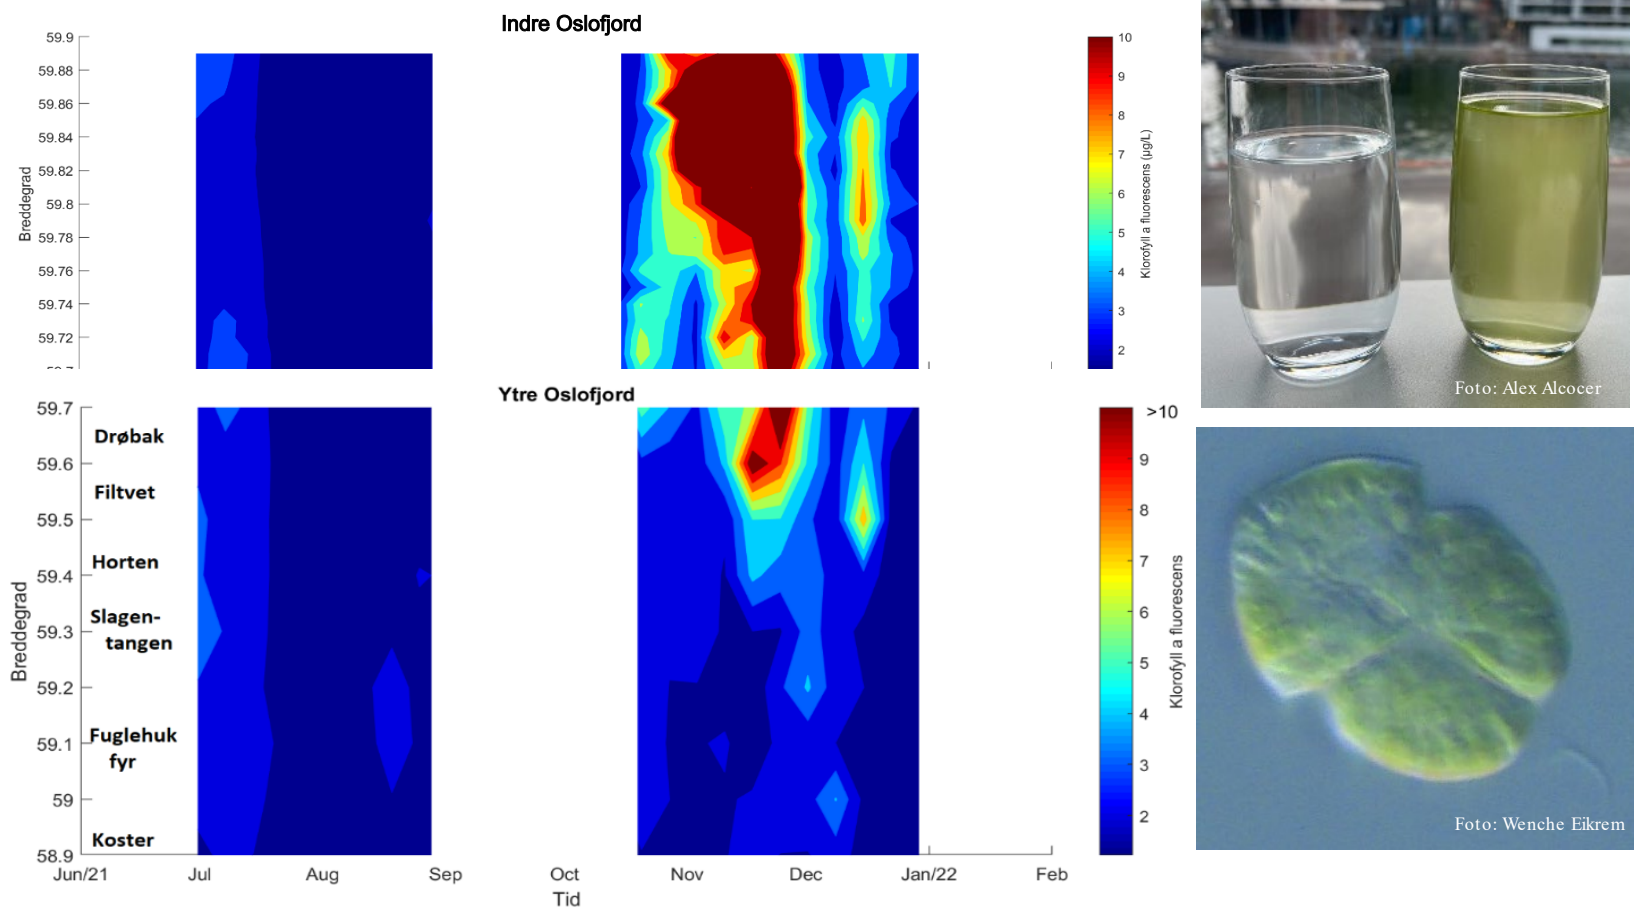 Indre Oslofjord
59.9
59.88
59.86
59.84
59.82
59.8
59.78
59.76
59.74
59.72
Breddegrad
10
9
8
7
6
5
4
3
2
Klorofyll a fluorescens (µg/L)
Foto: Alex Alcocer
Ytre Oslofjord
59.7
59.6
59.5
59.4
59.3
59.2
59.1
59
58.9
Breddegrad
Drøbak
Filtvet
Horten
Slagen-
tangen
Fuglehuk
fyr
Koster
>10
9
8
7
6
5
4
3
2
Klorofyll a fluorescens
Jun/21 Jul Aug Sep Oct Nov Dec Jan/22 Feb
Tid
Foto: Wenche Eikrem